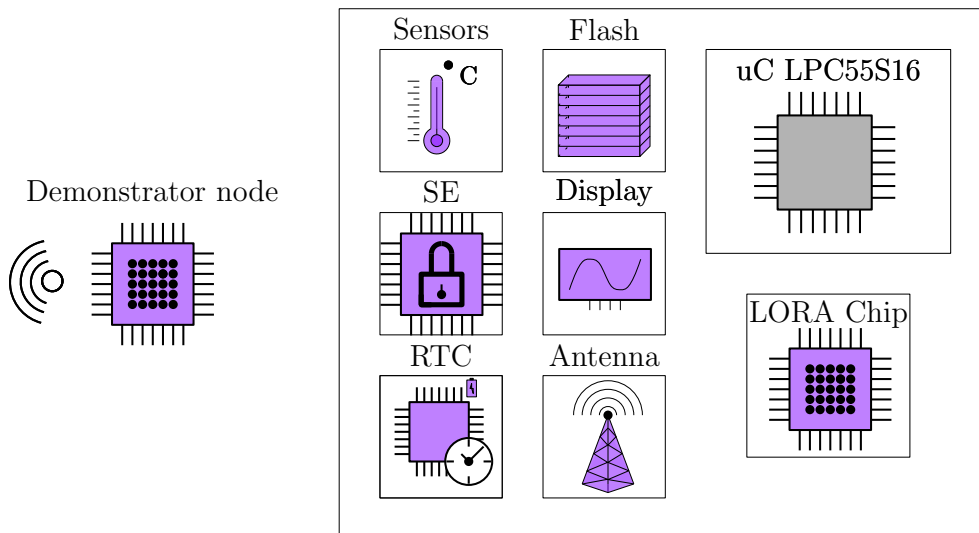 Demonstrator node
Sensors
C
Flash
uC LPC55S16
SE
Display
LORA Chip
RTC
Antenna